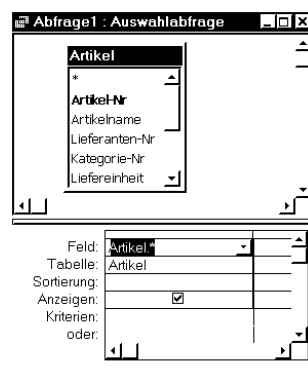 Abfrage1 : Auswahlabfrage
Artikel
*
Artikel-Nr
Artikelname
Lieferanten-Nr
Kategorie-Nr
Liefereinheit
Feld: Artikel.*
Tabelle: Artikel
Sortierung:
Anzeigen:
Kriterien:
oder: